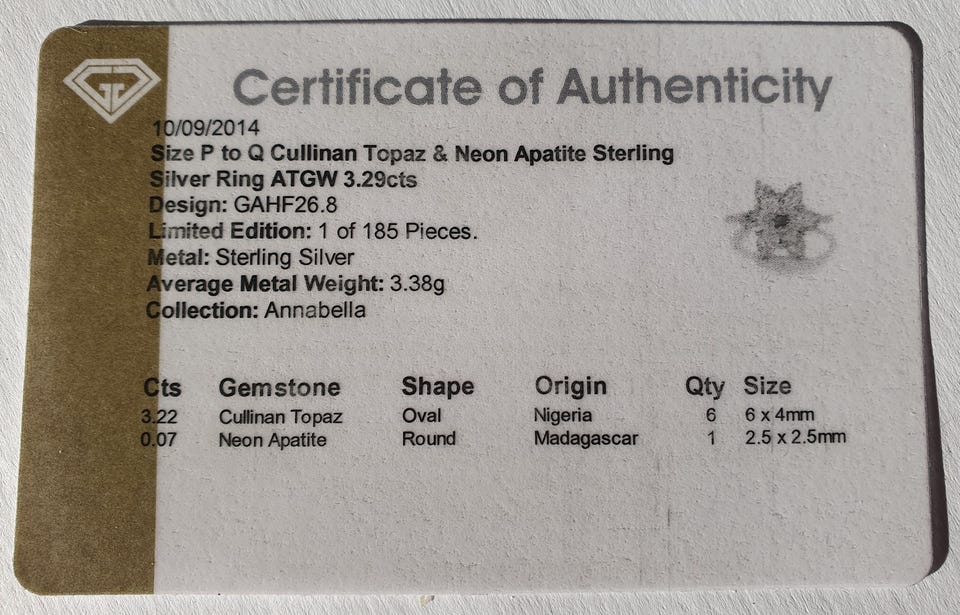 GG
Certificate of Authenticity
10/09/2014
Size P to Q Cullinan Topaz & Neon Apatite Sterling
Silver Ring ATGW 3.29cts
Design: GAHF26.8
Limited Edition: 1 of 185 Pieces.
Metal: Sterling Silver
Average Metal Weight: 3.38g
Collection: Annabella
Cts Gemstone Shape Origin Qty Size
3.22 Cullinan Topaz Oval Nigeria 6 6 x 4mm
0.07 Neon Apatite Round Madagascar 1 2.5 x 2.5mm